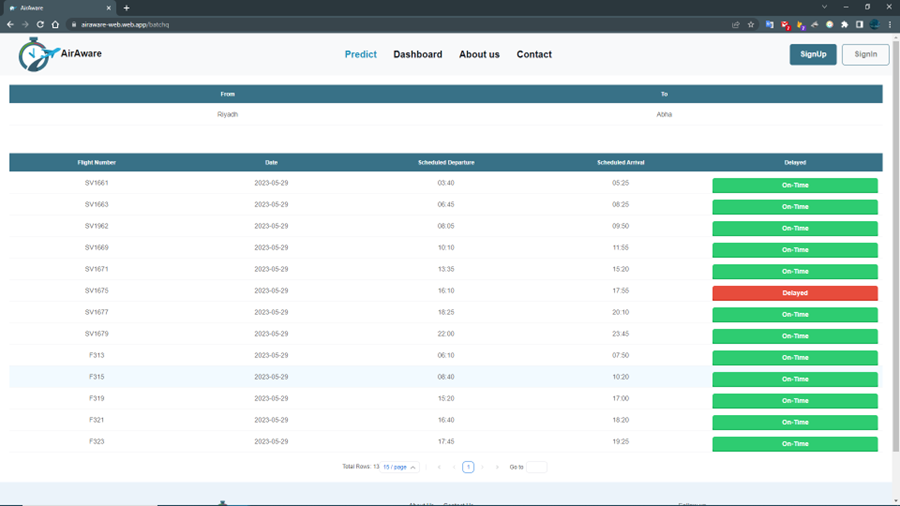 AirAware
airaware-web.web.app/batchq
AirAware Predict Dashboard About us Contact SignUp SignIn
From To
Riyadh Abha
Flight Number Date Scheduled Departure Scheduled Arrival Delayed
SV1661 2023-05-29 03:40 05:25 On-Time
SV1663 2023-05-29 06:45 08:25 On-Time
SV1962 2023-05-29 08:05 09:50 On-Time
SV1669 2023-05-29 10:10 11:55 On-Time
SV1671 2023-05-29 13:35 15:20 On-Time
SV1675 2023-05-29 16:10 17:55 Delayed
SV1677 2023-05-29 18:25 20:10 On-Time
SV1679 2023-05-29 22:00 23:45 On-Time
F313 2023-05-29 06:10 07:50 On-Time
F315 2023-05-29 08:40 10:20 On-Time
F319 2023-05-29 15:20 17:00 On-Time
F321 2023-05-29 16:40 18:20 On-Time
F323 2023-05-29 17:45 19:25 On-Time
Total Rows: 13 15 / page 1 Go to